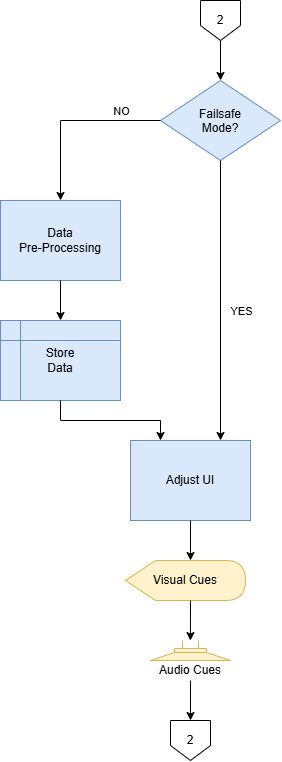 2
Failsafe
Mode?
NO
Data
Pre-Processing
YES
Store
Data
Adjust UI
Visual Cues
Audio Cues
2